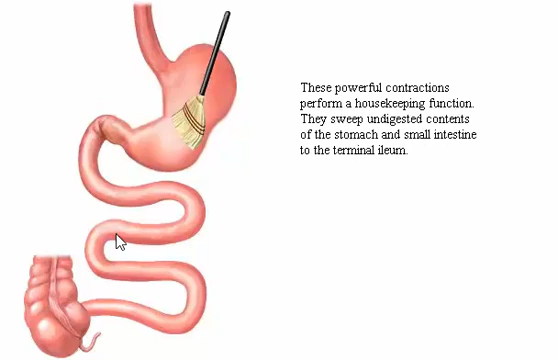 These powerful contractions
perform a housekeeping function.
They sweep undigested contents
of the stomach and small intestine
to the terminal ileum.